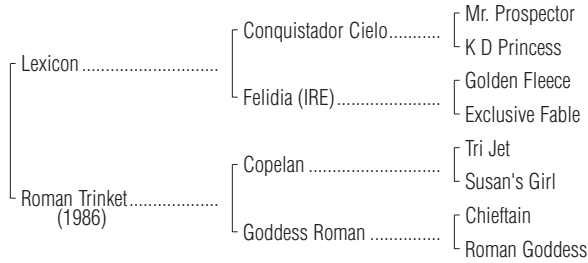 Mr. Prospector
Conquistador Cielo...........
K D Princess
Lexicon ............................
Golden Fleece
Felidia (IRE).....................
Exclusive Fable
Tri Jet
Copelan ...........................
Susan's Girl
Roman Trinket..................
(1986)
Chieftain
Goddess Roman ..............
Roman Goddess